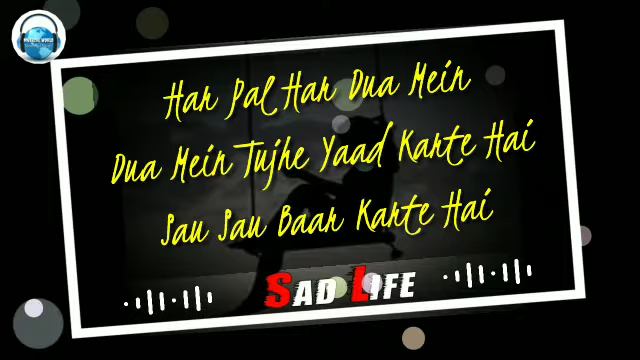 Har Pal Har Dua Mein
Dua Mein Tujhe Yaad Karte Hai
Sau Sau Baar Karte Hai
SAD LIFE